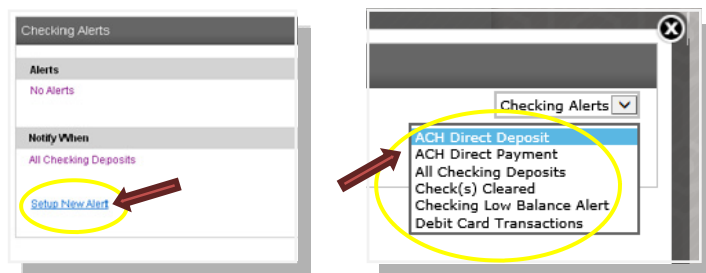 Checking Alerts
Alerts
No Alerts
Notify When
All Checking Deposits
Setup New Alert
Checking Alerts
ACH Direct Deposit
ACH Direct Payment
All Checking Deposits
Check(s) Cleared
Checking Low Balance Alert
Debit Card Transactions